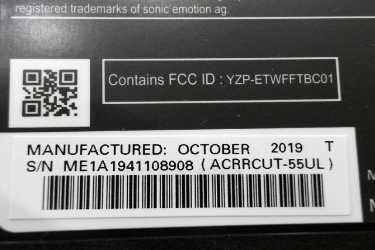 registered trademarks of sonic emotion ag.
Contains FCC ID : YZP-ETWFFTBC01
MANUFACTURED: OCTOBER 2019 T
S/N ME1A1941108908 ( ACRRCUT-55UL )